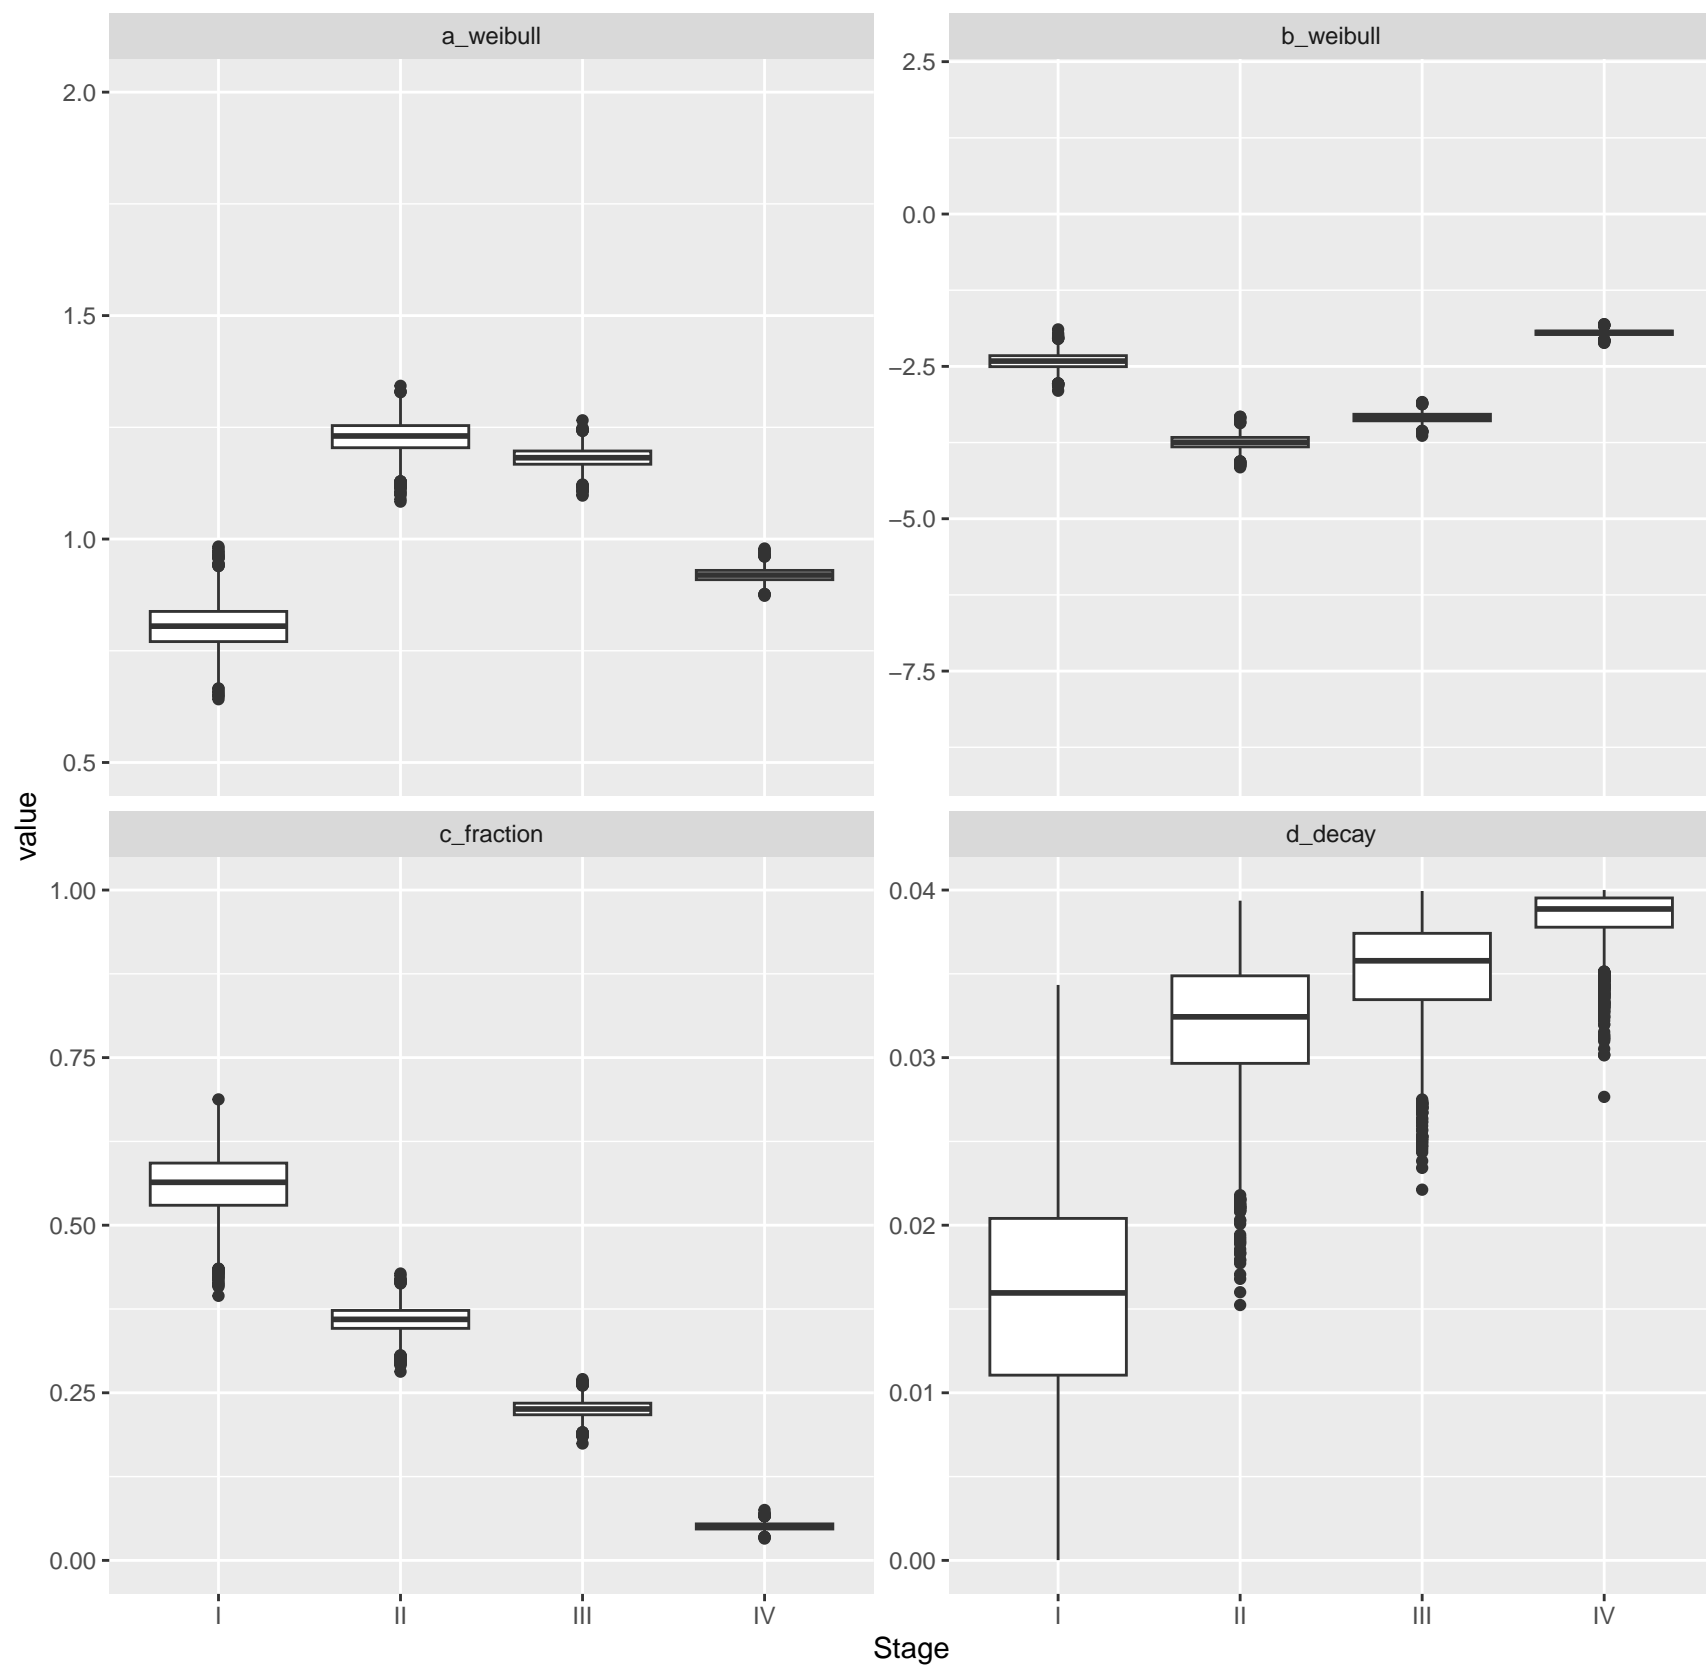 a_weibull
b_weibull
2.0
1.5
1.0
0.5
2.5
0.0
−2.5
−5.0
−7.5
value
c_fraction
d_decay
1.00
0.75
0.50
0.25
0.00
0.04
0.03
0.02
0.01
0.00
I II III IV
I II III IV
Stage